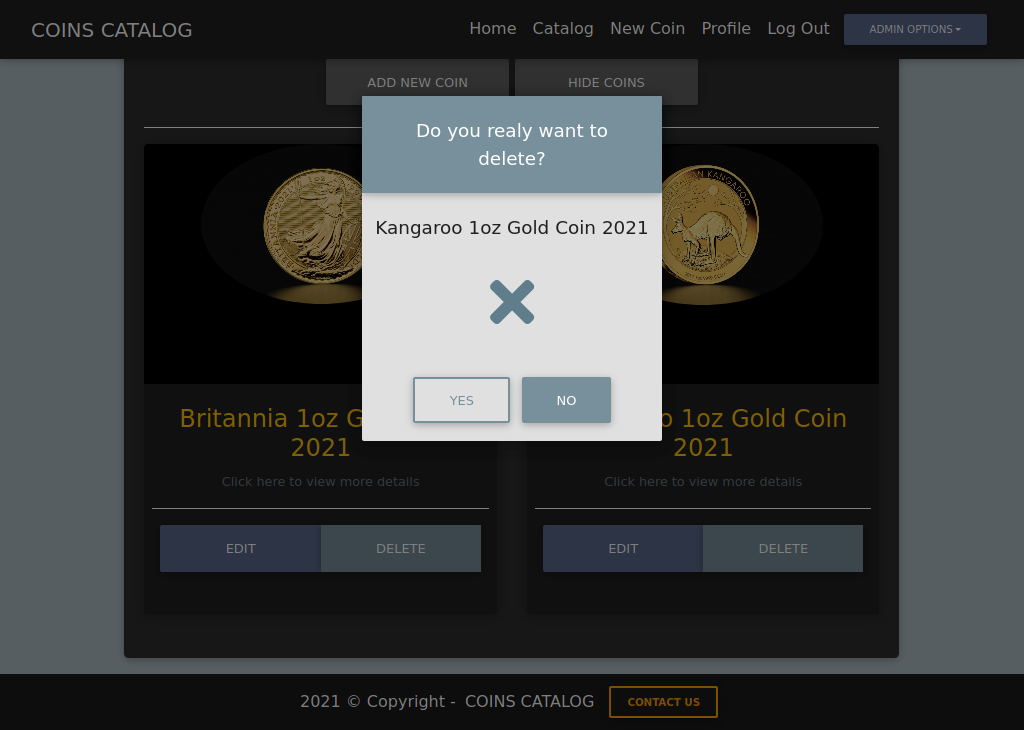 COINS CATALOG
Home Catalog New Coin Profile Log Out ADMIN OPTIONS
ADD NEW COIN HIDE COINS
Do you realy want to
delete?
Kangaroo 1oz Gold Coin 2021
YES NO
Britannia 1oz G
2021
Click here to view more details
EDIT DELETE
o 1oz Gold Coin
2021
Click here to view more details
EDIT DELETE
2021 © Copyright - COINS CATALOG CONTACT US